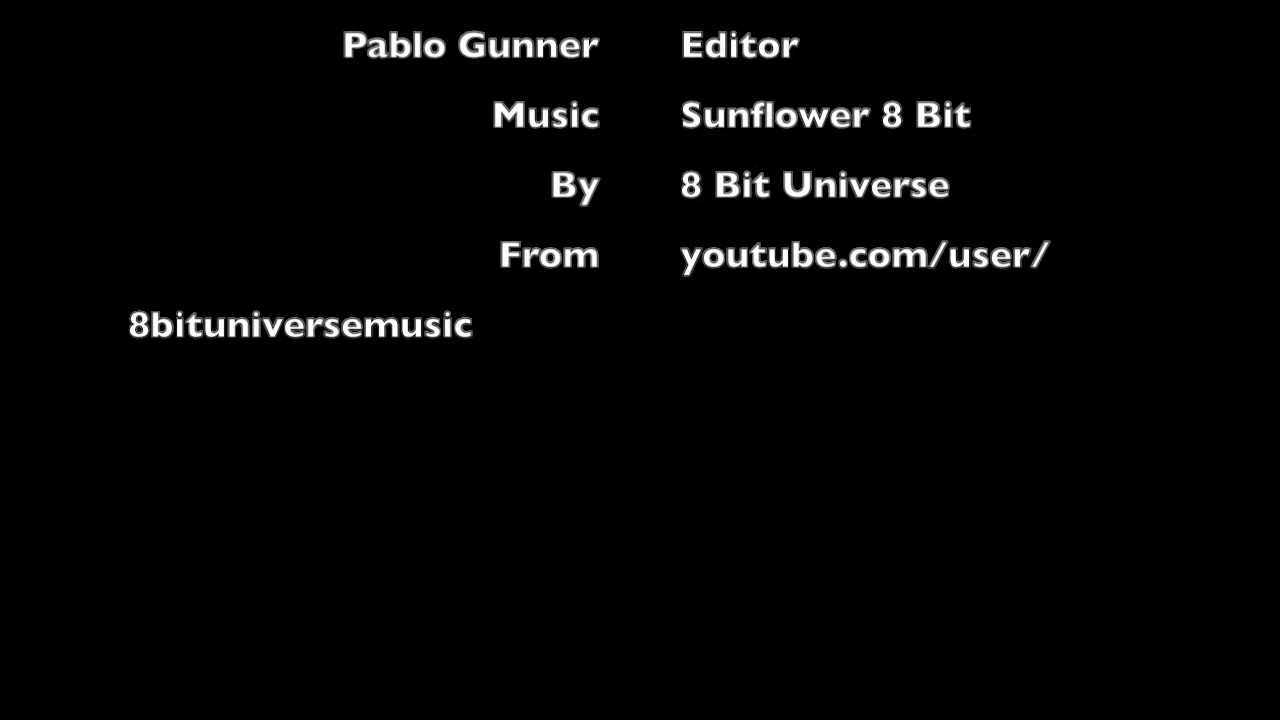 Pablo Gunner Editor
Music Sunflower 8 Bit
By 8 Bit Universe
From youtube.com/user/
8bituniversemusic